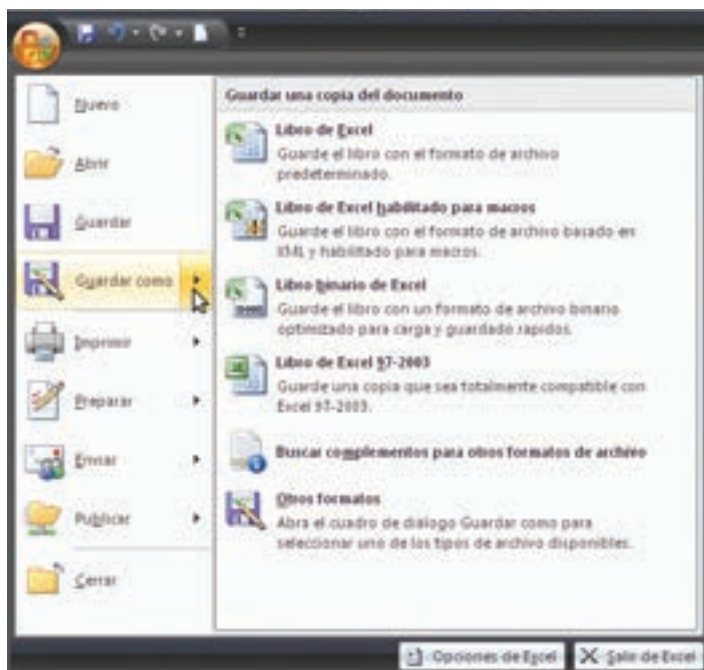 Nuevo
Abrir
Guardar
Guardar como
Imprimir
Preparar
Enviar
Publicar
Cerrar
Guardar una copia del documento
Libro de Excel
Guarde el libro con el formato de archivo
predeterminado.
Libro de Excel habilitado para macros
Guarde el libro con el formato de archivo basado en
XML y habilitado para macros.
Libro binario de Excel
Guarde el libro con un formato de archivo binario
optimizado para carga y guardado rápidos.
Libro de Excel 97-2003
Guarde una copia que sea totalmente compatible con
Excel 97-2003.
Buscar complementos para otros formatos de archivo
Otros formatos
Abra el cuadro de diálogo Guardar como para
seleccionar uno de los tipos de archivo disponibles.
Opciones de Excel
Salir de Excel